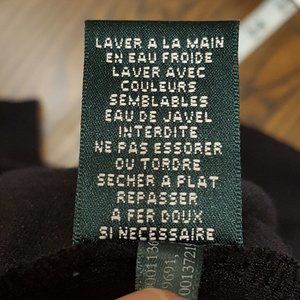 LAVER A LA MAIN
EN EAU FROIDE
LAVER AVEC
COULEURS
SEMBLABLES
EAU DE JAVEL
INTERDITE
NE PAS ESSORER
OU TORDRE
SECHER A PLAT
REPASSER
A FER DOUX
SI NECESSAIRE